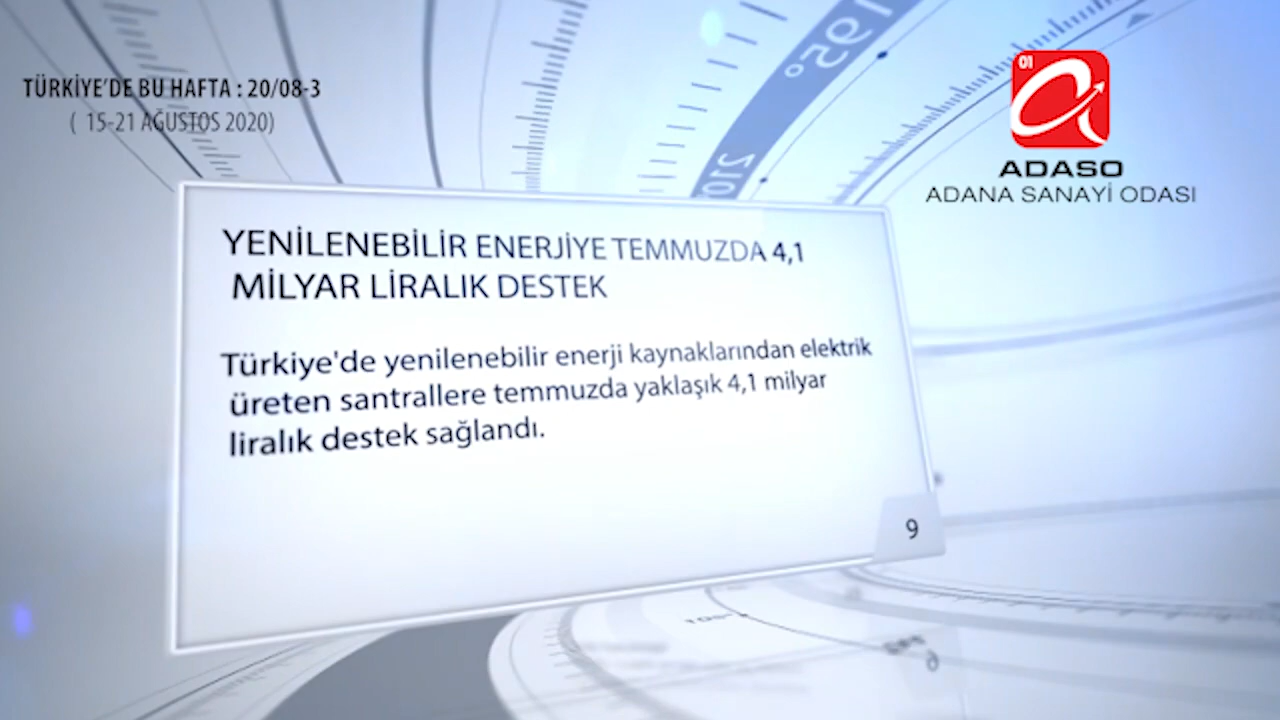 TÜRKİYE'DE BU HAFTA : 20/08-3
( 15-21 AĞUSTOS 2020)
01
ADASO
ADANA SANAYİ ODASI
195°
210
YENİLENEBİLİR ENERJİYE TEMMUZDA 4,1
MİLYAR LİRALIK DESTEK
Türkiye'de yenilenebilir enerji kaynaklarından elektrik
üreten santrallere temmuzda yaklaşık 4,1 milyar
liralık destek sağlandı.
9